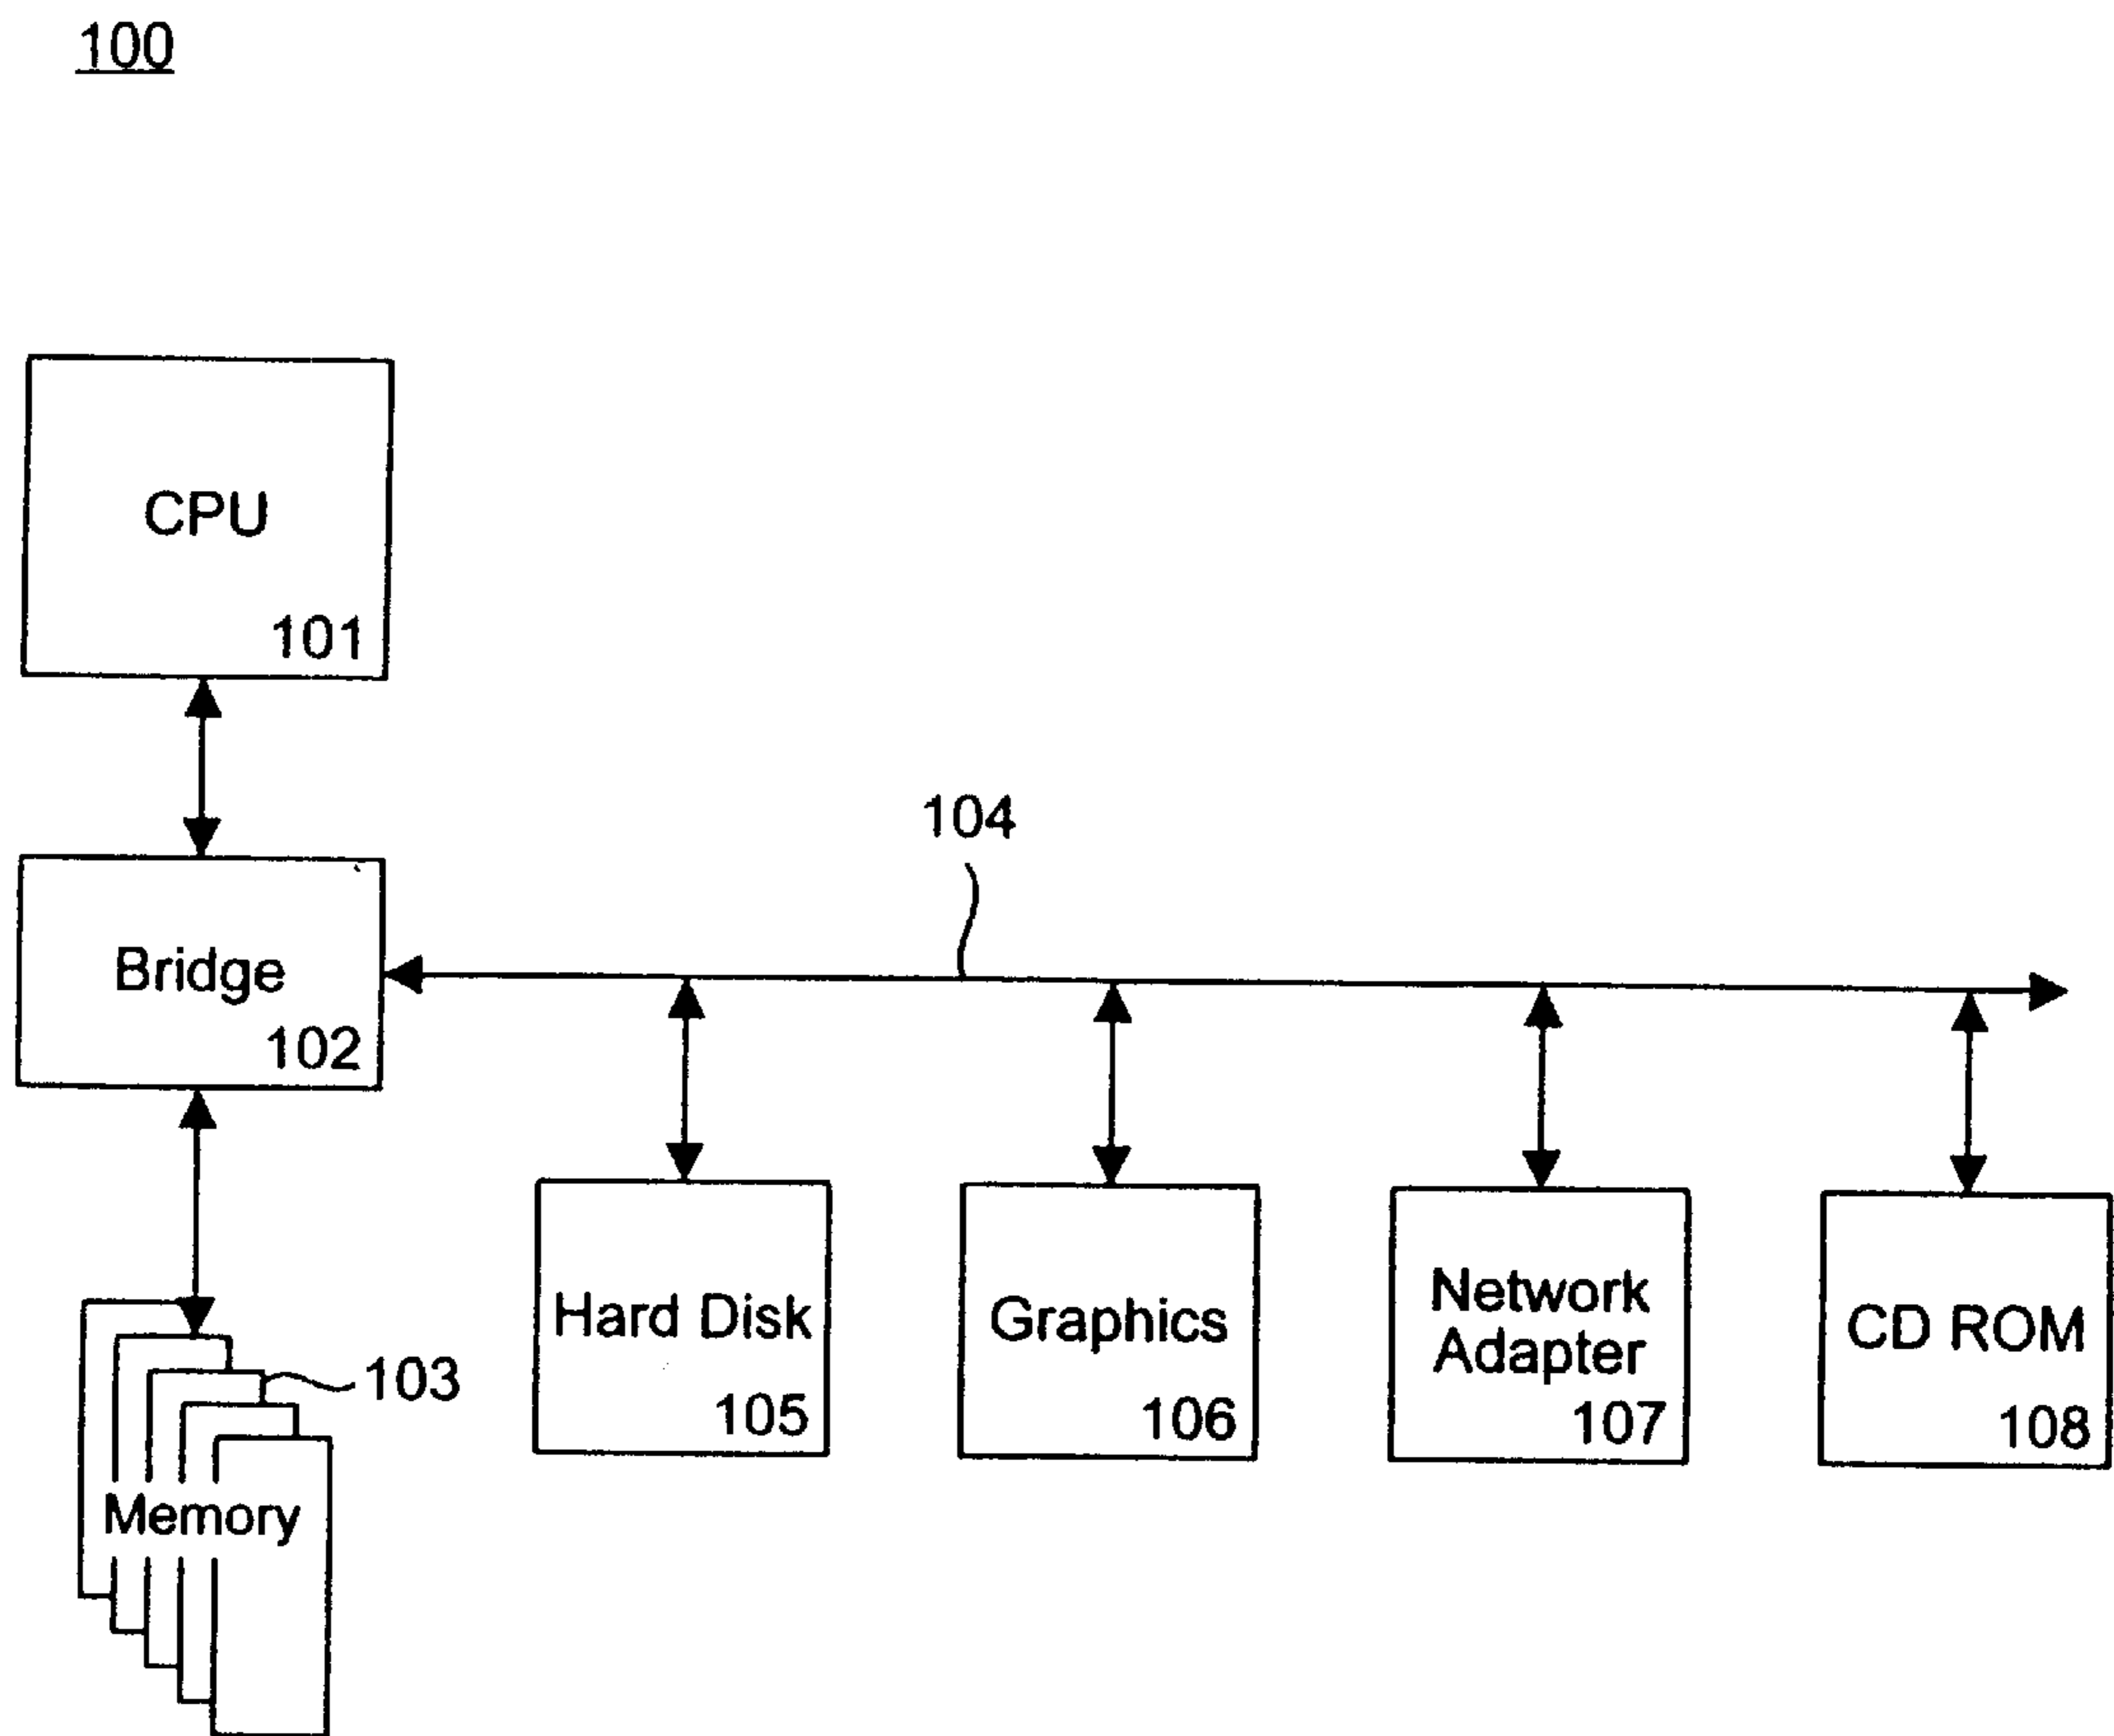 100
CPU
101
104
Bridge
102
103
Memory
Hard Disk
105
Graphics
106
Network
Adapter
107
CD ROM
108